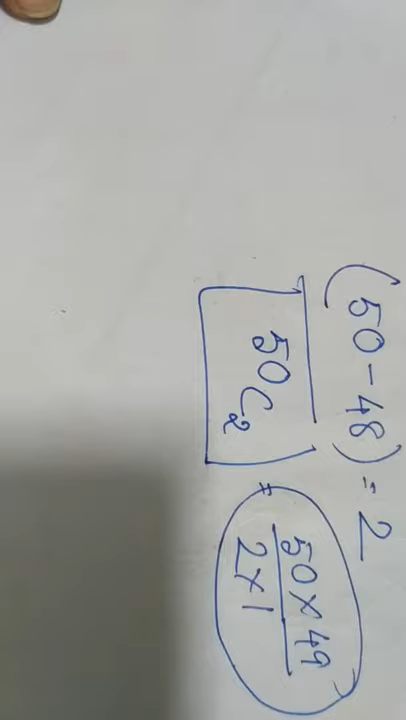 (50-48) = 2
50C2 = 50×49
2×1